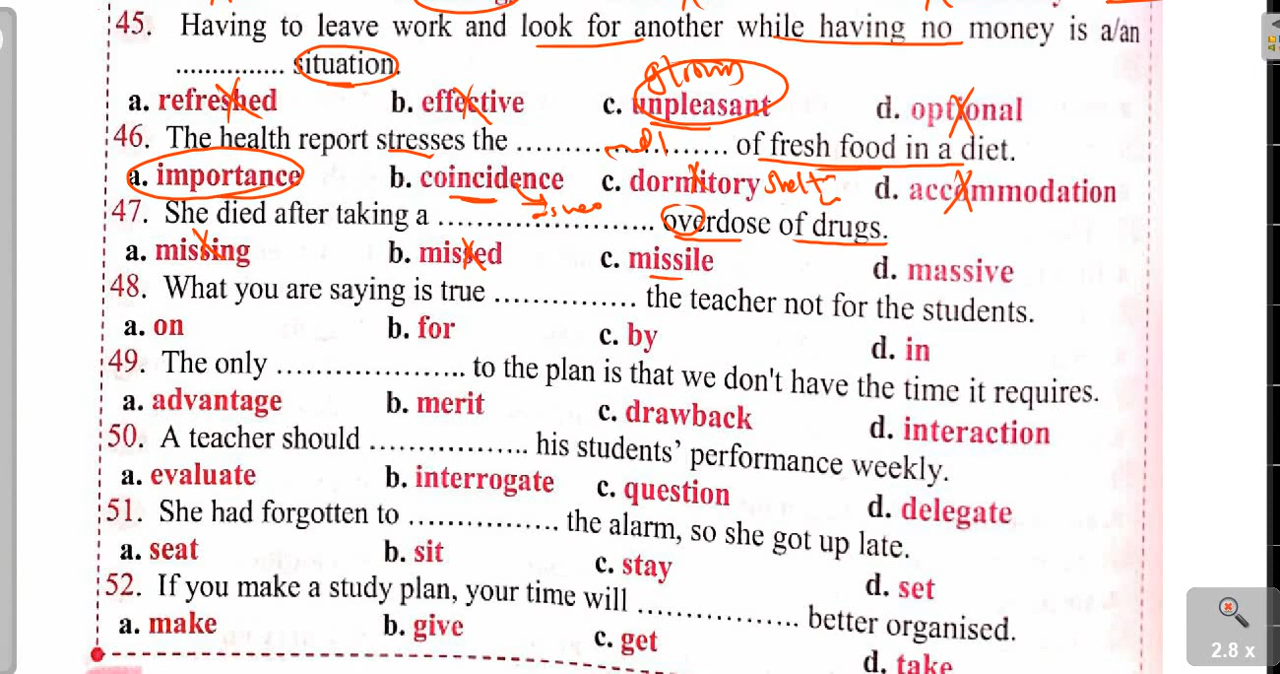 45. Having to leave work and look for another while having no money is a/an
............... situation.
a. refreshed b. effective c. unpleasant d. optional
46. The health report stresses the ........................ of fresh food in a diet.
a. importance b. coincidence c. dormitory d. accommodation
47. She died after taking a ........................ overdose of drugs.
a. missing b. missed c. missile d. massive
48. What you are saying is true ............... the teacher not for the students.
a. on b. for c. by d. in
49. The only ..................... to the plan is that we don't have the time it requires.
a. advantage b. merit c. drawback d. interaction
50. A teacher should ................. his students' performance weekly.
a. evaluate b. interrogate c. question d. delegate
51. She had forgotten to ................ the alarm, so she got up late.
a. seat b. sit c. stay d. set
52. If you make a study plan, your time will .................. better organised.
a. make b. give c. get d. take
2.8 x